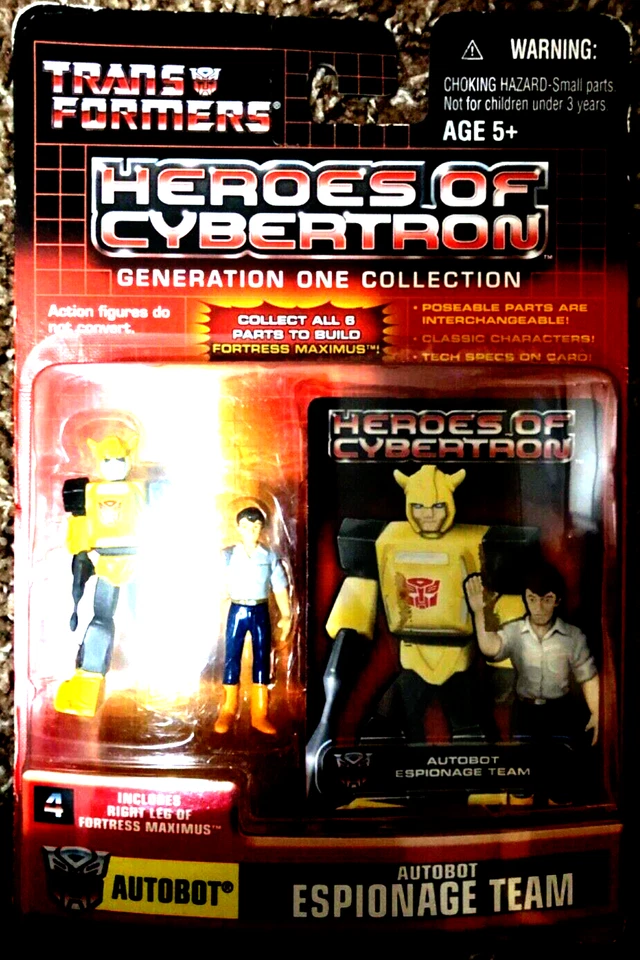 TRANS
FORMERS®
WARNING:
CHOKING HAZARD-Small parts.
Not for children under 3 years.
AGE 5+
HEROES OF
CYBERTRON™
GENERATION ONE COLLECTION
Action figures do
not convert.
COLLECT ALL 6
PARTS TO BUILD
FORTRESS MAXIMUS™!
• POSEABLE PARTS ARE
INTERCHANGEABLE!
• CLASSIC CHARACTERS!
• TECH SPECS ON CARD!
HEROES OF
CYBERTRON
AUTOBOT
ESPIONAGE TEAM
4
INCLUDES
RIGHT LEG OF
FORTRESS MAXIMUS™
AUTOBOT®
AUTOBOT
ESPIONAGE TEAM